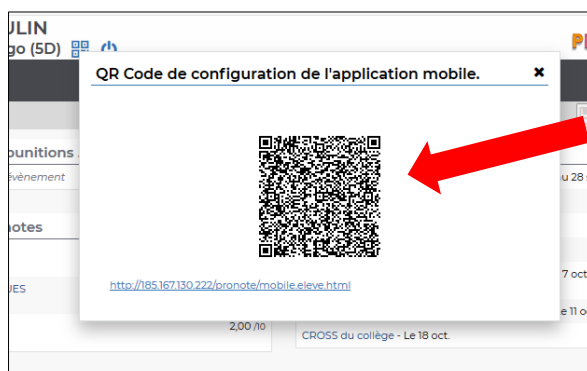 ULIN
go (5D)
QR Code de configuration de l'application mobile.
punitions
évènement
u 28
notes
http://185.167.130.222/pronote/mobile.eleve.html
7 oct
UES
e 11 o
2,00 /10
CROSS du collège - Le 18 oct.